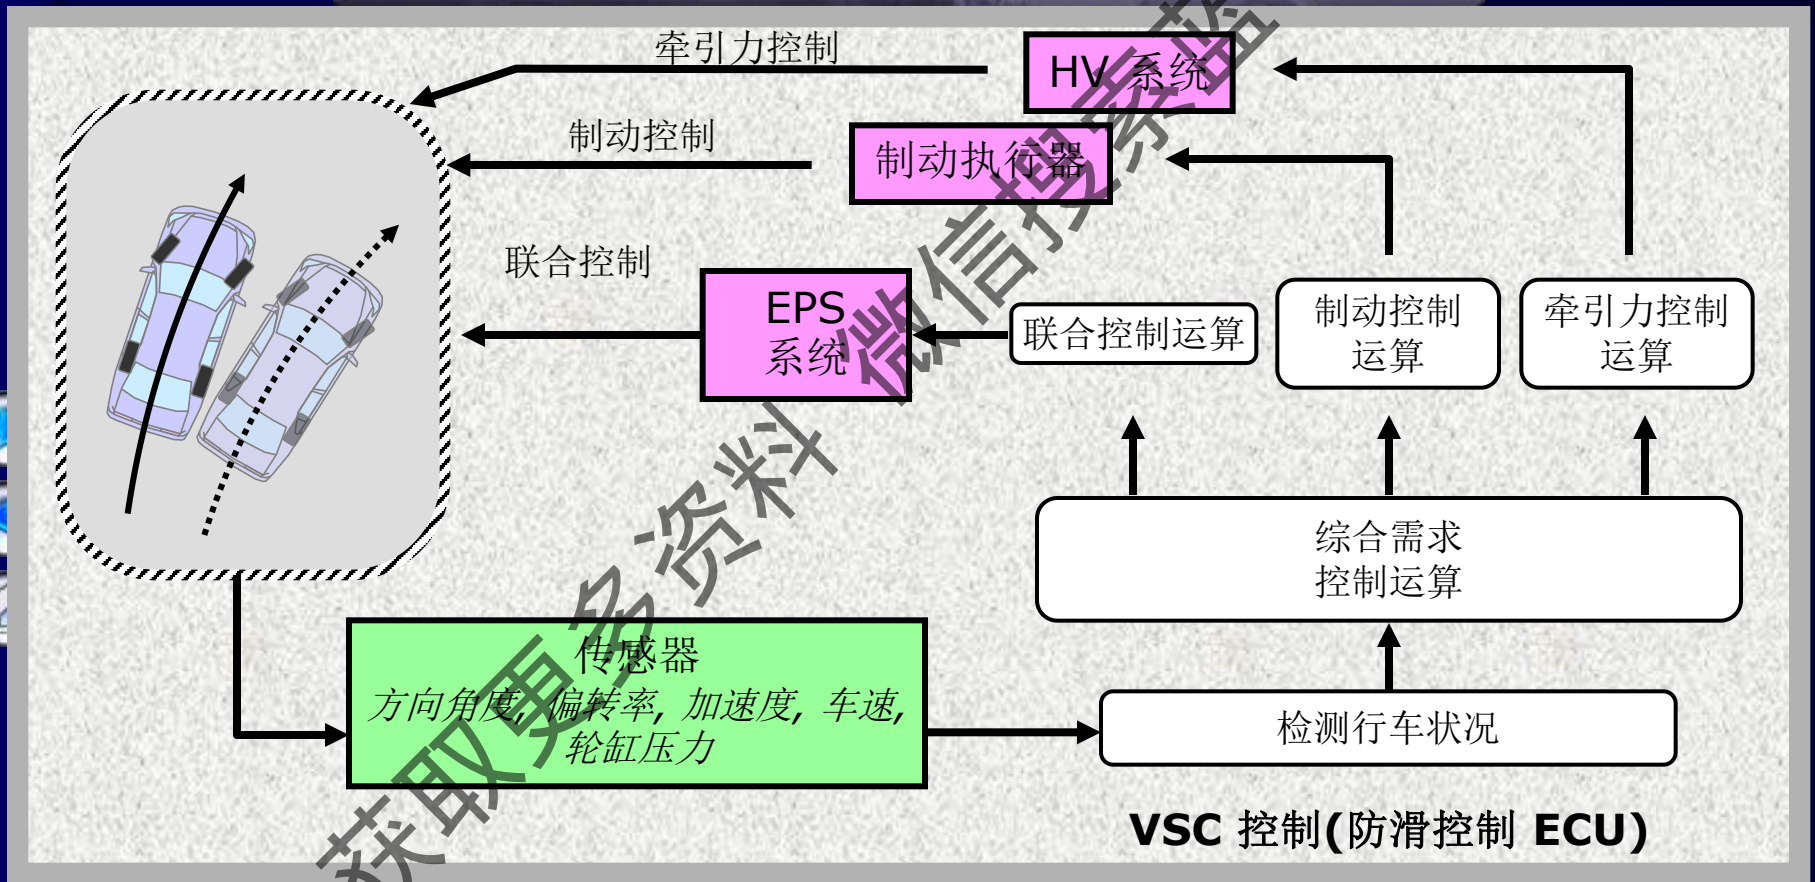 牵引力控制
HV 系统
制动控制
制动执行器
联合控制
EPS
系统
联合控制运算
制动控制
运算
牵引力控制
运算
综合需求
控制运算
传感器
方向角度, 偏转率, 加速度, 车速,
轮缸压力
检测行车状况
VSC 控制(防滑控制 ECU)
获取更多资料 微信搜索蓝